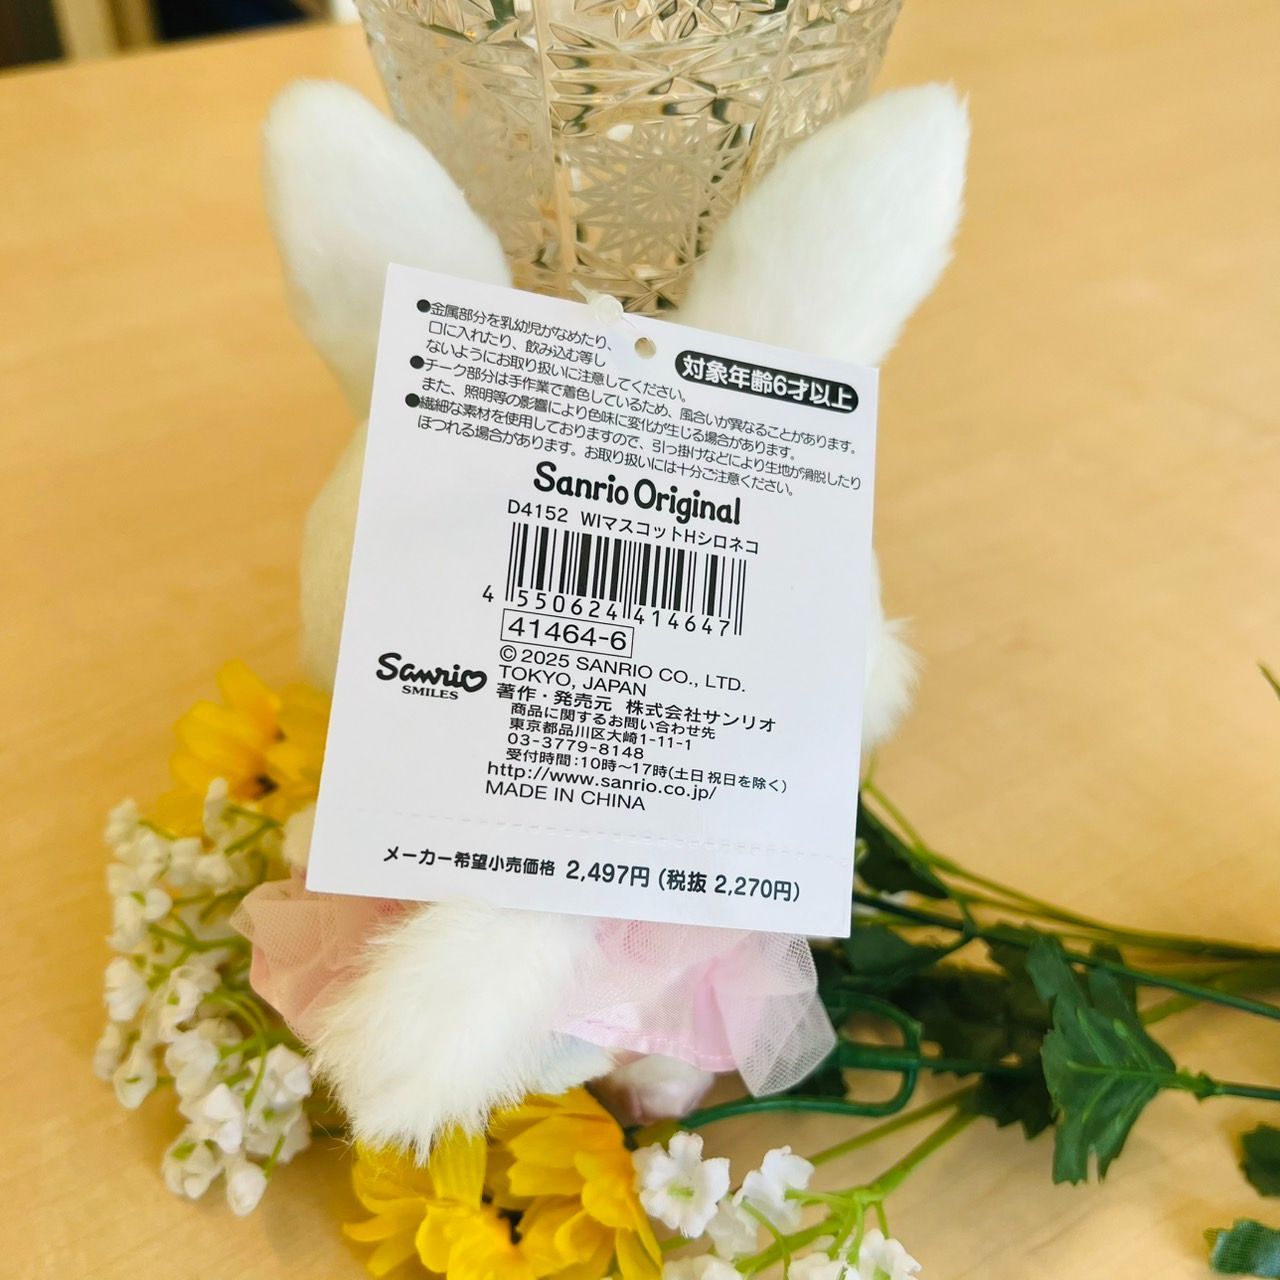 ●金属部分を乳幼児がなめたり、
口に入れたり、飲み込む等し
ないようにお取り扱いに注意してください。
対象年齢6才以上
●チーク部分は手作業で着色しているため、風合いが異なることがあります。
また、照明等の影響により色味に変化が生じる場合があります。
●繊細な素材を使用しておりますので、引っ掛けなどにより生地が滑脱したり
ほつれる場合があります。お取り扱いには十分ご注意ください。
Sanrio Original
D4152 WIマスコットHシロネコ
4 550624 414647
41464-6
© 2025 SANRIO CO., LTD.
TOKYO, JAPAN
Sanrio
SMILES
著作・発売元 株式会社サンリオ
商品に関するお問い合わせ先
東京都品川区大崎1-11-1
03-3779-8148
受付時間:10時～17時(土日祝日を除く)
http://www.sanrio.co.jp/
MADE IN CHINA
メーカー希望小売価格 2,497円 (税抜 2,270円)